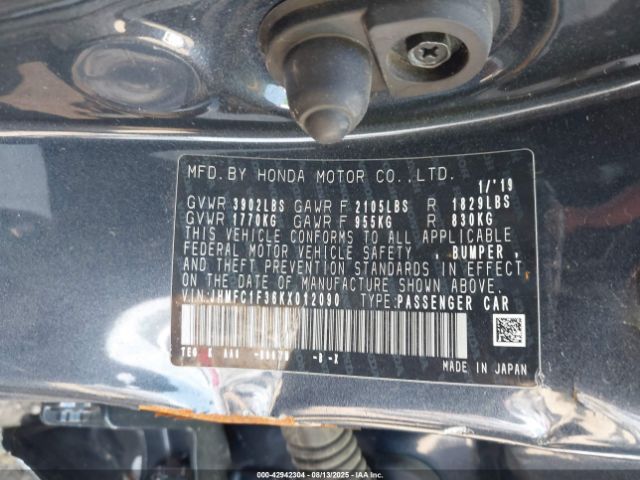 MFD. BY HONDA MOTOR CO., LTD. 1/'19
GVWR 3902LBS GAWR F 2105LBS R 1829LBS
GVWR 1770KG GAWR F 955KG R 830KG
THIS VEHICLE CONFORMS TO ALL APPLICABLE
FEDERAL MOTOR VEHICLE SAFETY , BUMPER ,
AND THEFT PREVENTION STANDARDS IN EFFECT
ON THE DATE OF MANUFACTURE SHOWN ABOVE.
V.I.N.: JHMFC1F36KX012090 TYPE: PASSENGER CAR
-B -X
MADE IN JAPAN
000-42942304 | 08/13/2025 | Copyright © IAA, LLC